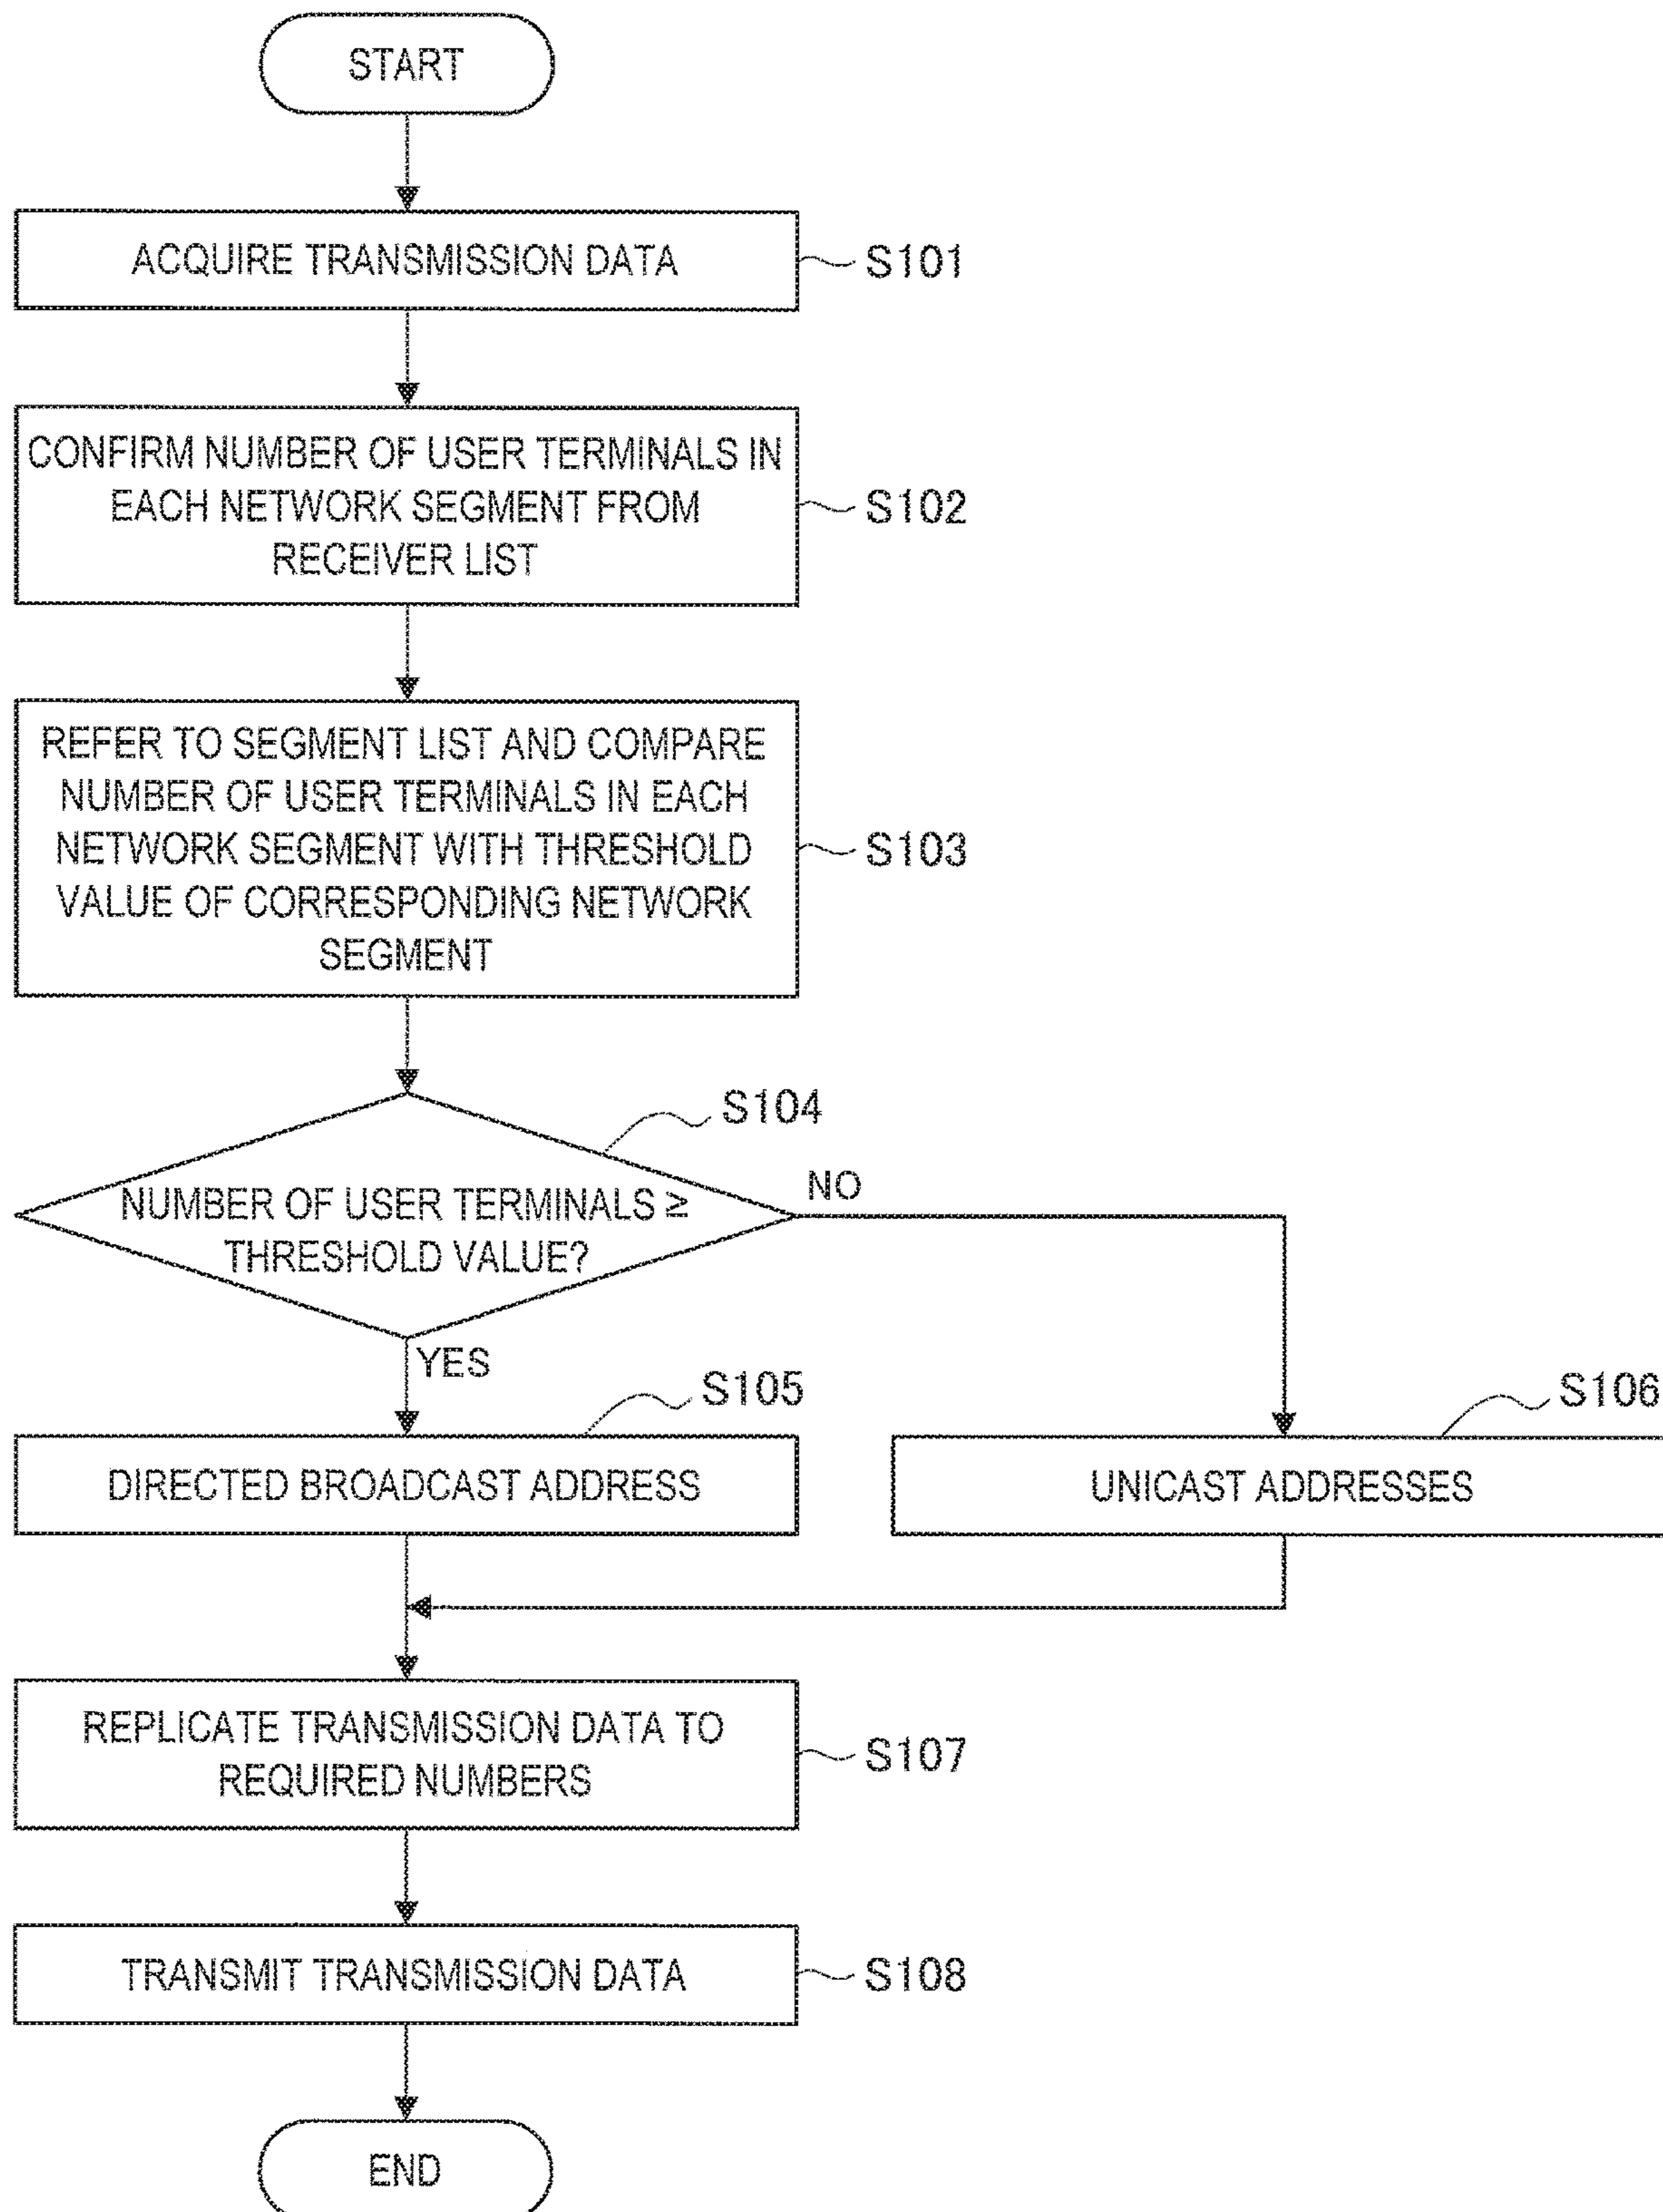 START
ACQUIRE TRANSMISSION DATA
S101
CONFIRM NUMBER OF USER TERMINALS IN
EACH NETWORK SEGMENT FROM
RECEIVER LIST
S102
REFER TO SEGMENT LIST AND COMPARE
NUMBER OF USER TERMINALS IN EACH
NETWORK SEGMENT WITH THRESHOLD
VALUE OF CORRESPONDING NETWORK
SEGMENT
S103
S104
NUMBER OF USER TERMINALS ≥
THRESHOLD VALUE?
NO
YES
S105
DIRECTED BROADCAST ADDRESS
S106
UNICAST ADDRESSES
REPLICATE TRANSMISSION DATA TO
REQUIRED NUMBERS
S107
TRANSMIT TRANSMISSION DATA
S108
END